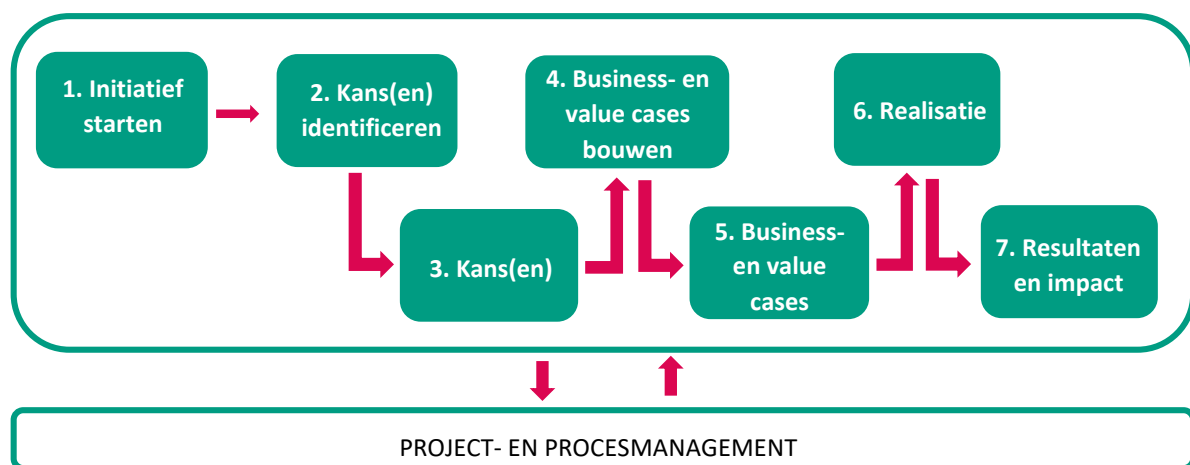 1. Initiatief
starten
2. Kans(en)
identificeren
3. Kans(en)
4. Business- en
value cases
bouwen
5. Business-
en value
cases
6. Realisatie
7. Resultaten
en impact
PROJECT- EN PROCESMANAGEMENT